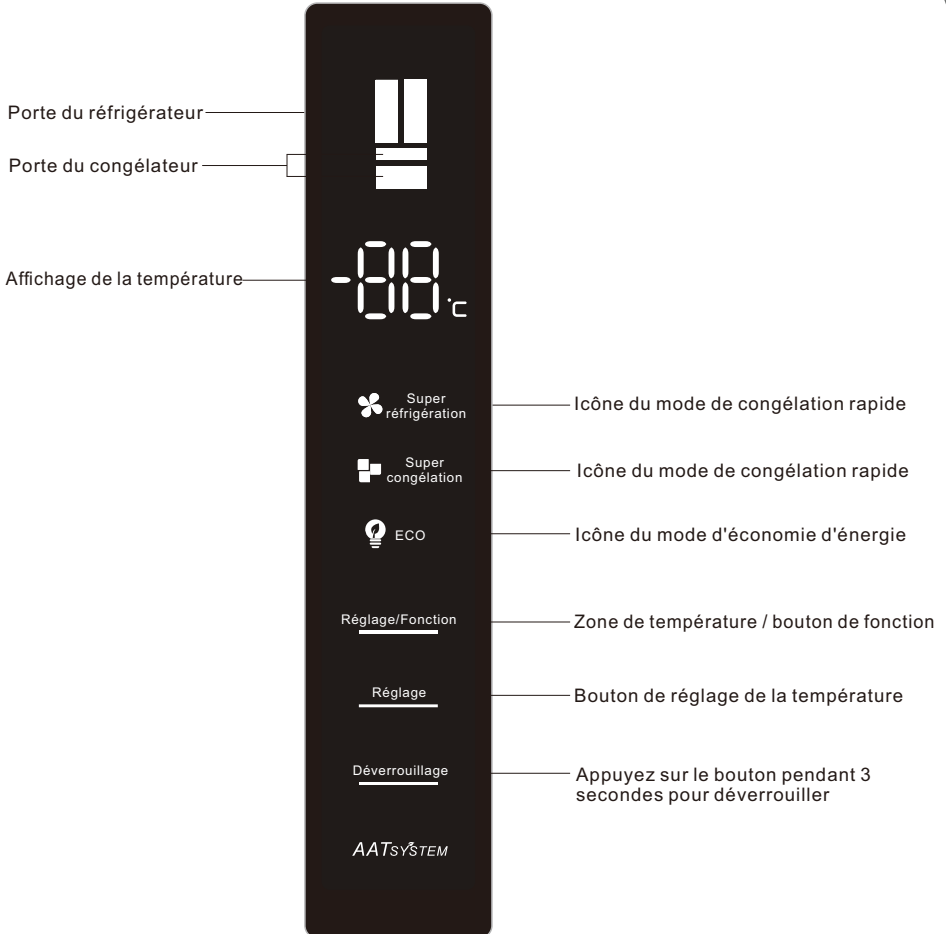 Porte du réfrigérateur
Porte du congélateur
Affichage de la température
-88°C
Super
réfrigération
Icône du mode de congélation rapide
Super
congélation
Icône du mode de congélation rapide
ECO
Icône du mode d'économie d'énergie
Réglage/Fonction
Zone de température / bouton de fonction
Réglage
Bouton de réglage de la température
Déverrouillage
Appuyez sur le bouton pendant 3
secondes pour déverrouiller
AATSYSTEM